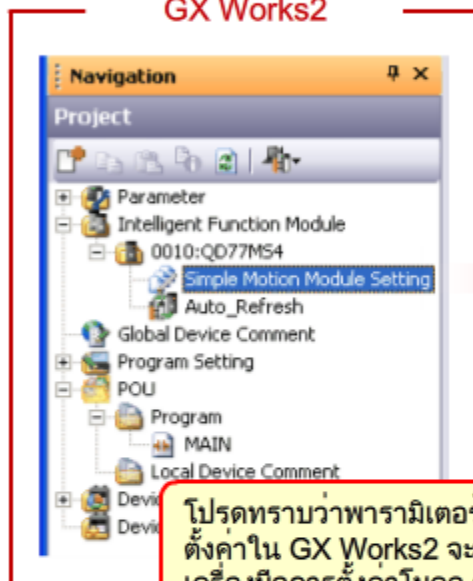 GX Works2
Navigation
Project
Parameter
Intelligent Function Module
0010:QD77MS4
Simple Motion Module Setting
Auto_Refresh
Global Device Comment
Program Setting
POU
Program
MAIN
Local Device Comment
โปรดทราบว่าพารามิเตอร์
ตั้งค่าใน GX Works2 จะ